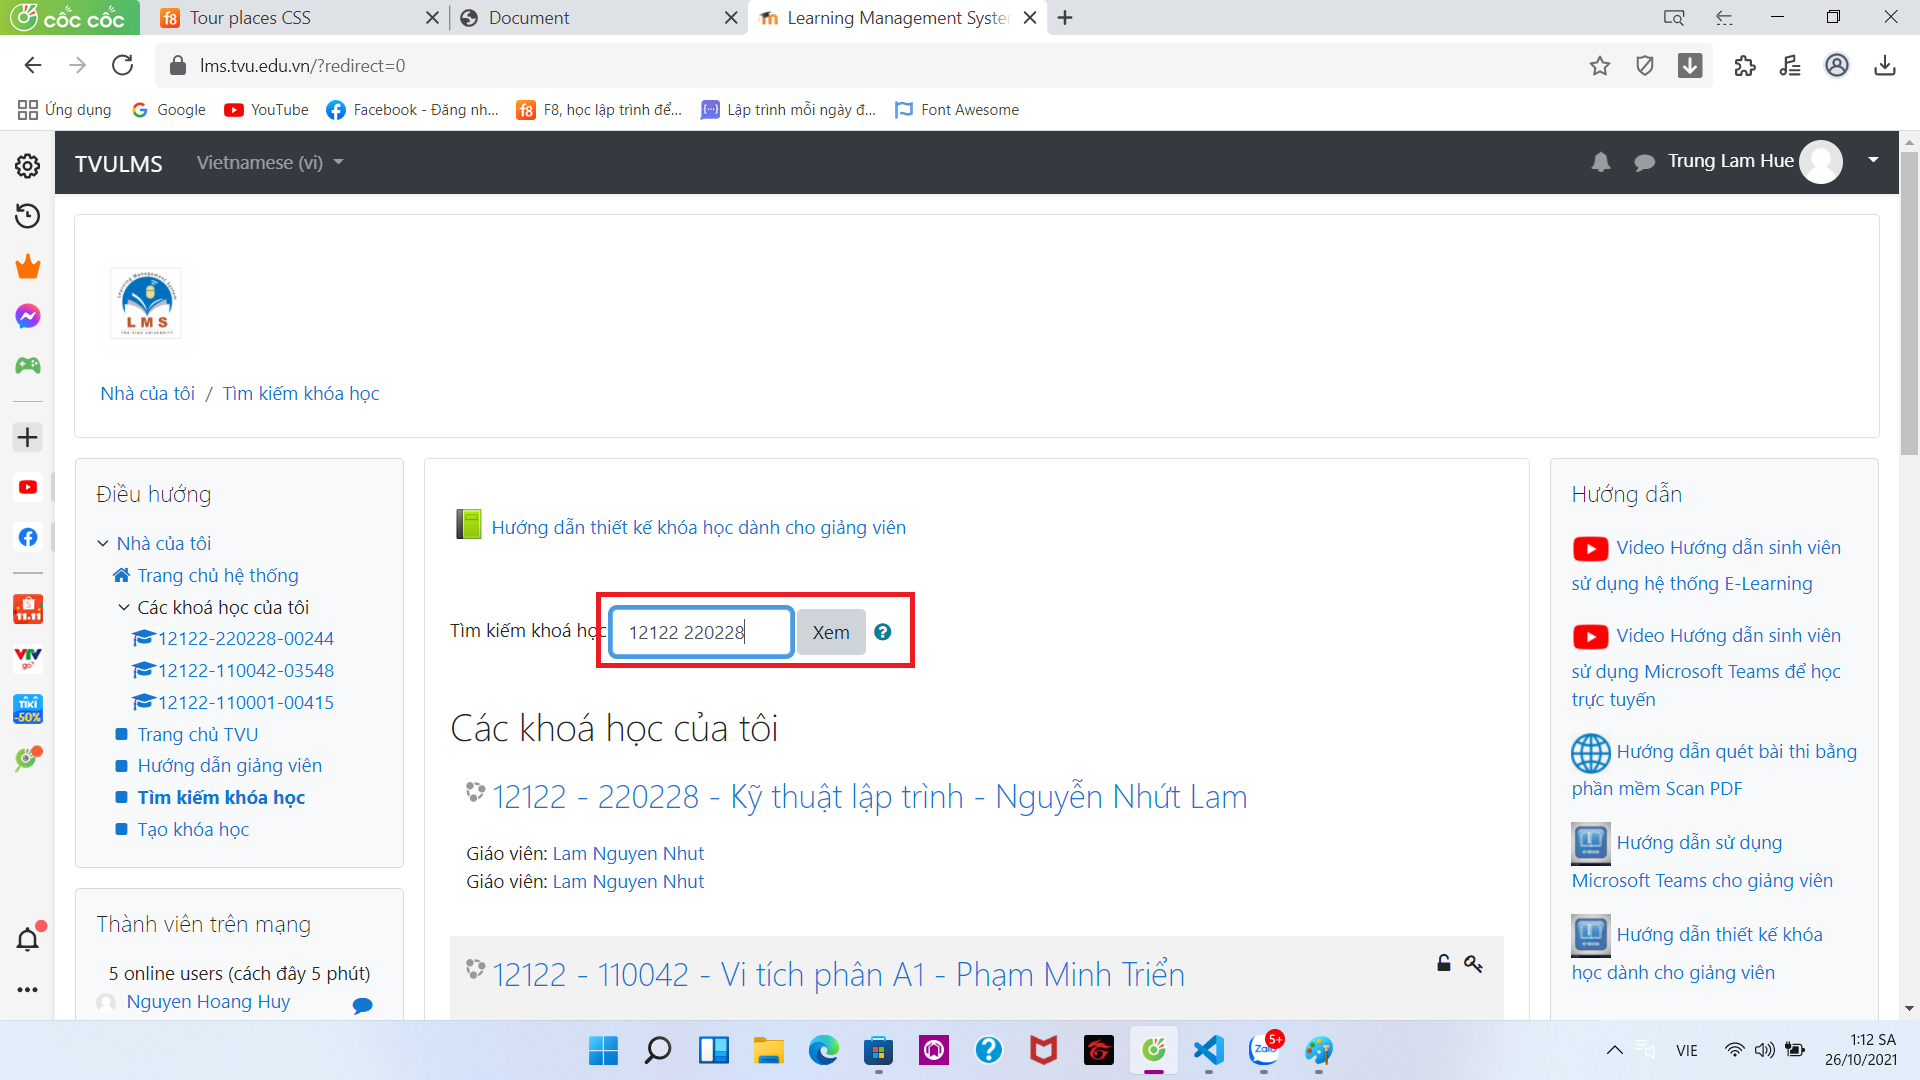 cốc cốc
Tour places CSS
Document
Learning Management Syste
lms.tvu.edu.vn/?redirect=0
Ứng dụng
Google
YouTube
Facebook - Đăng nh...
F8, học lập trình để...
Lập trình mỗi ngày đ...
Font Awesome
TVULMS
Vietnamese (vi)
Trung Lam Hue
LMS
Nhà của tôi / Tìm kiếm khóa học
Điều hướng
Nhà của tôi
Trang chủ hệ thống
Các khoá học của tôi
12122-220228-00244
12122-110042-03548
12122-110001-00415
Trang chủ TVU
Hướng dẫn giảng viên
Tìm kiếm khóa học
Tạo khóa học
Thành viên trên mạng
5 online users (cách đây 5 phút)
Nguyen Hoang Huy
Hướng dẫn thiết kế khóa học dành cho giảng viên
Tìm kiếm khoá học 12122 220228 Xem
Các khoá học của tôi
12122 - 220228 - Kỹ thuật lập trình - Nguyễn Nhứt Lam
Giáo viên: Lam Nguyen Nhut
Giáo viên: Lam Nguyen Nhut
12122 - 110042 - Vi tích phân A1 - Phạm Minh Triển
Hướng dẫn
Video Hướng dẫn sinh viên
sử dụng hệ thống E-Learning
Video Hướng dẫn sinh viên
sử dụng Microsoft Teams để học
trực tuyến
Hướng dẫn quét bài thi bằng
phần mềm Scan PDF
Hướng dẫn sử dụng
Microsoft Teams cho giảng viên
Hướng dẫn thiết kế khóa
học dành cho giảng viên
11.11
VTV
go
TIKI
-50%
Zalo
5+
VIE
1:12 SA
26/10/2021